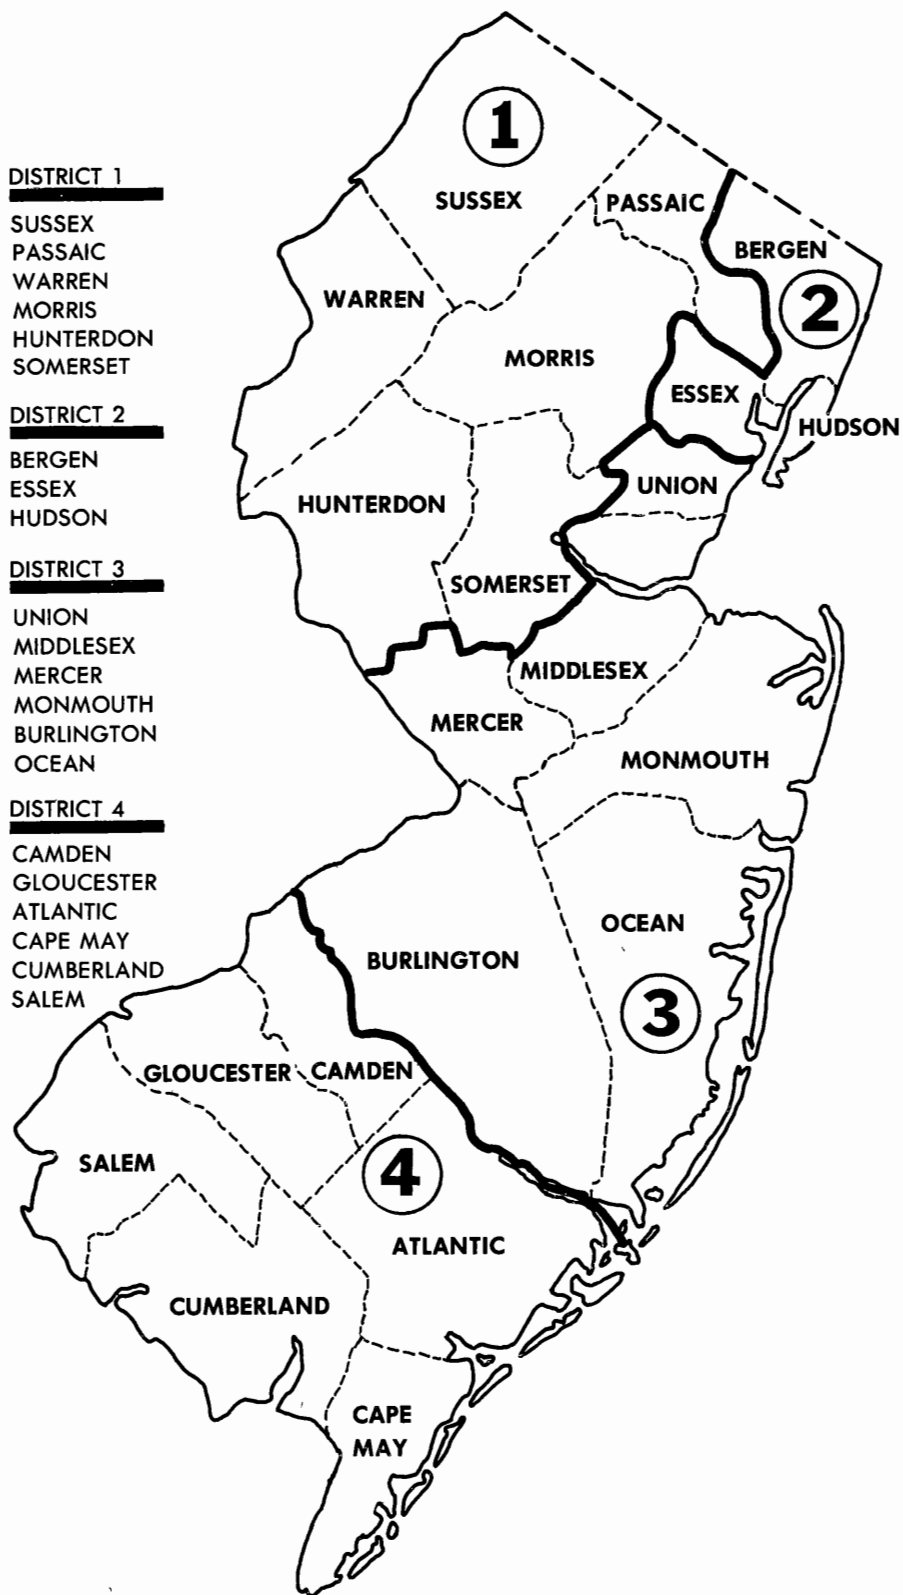 DISTRICT 1
SUSSEX
PASSAIC
WARREN
MORRIS
HUNTERDON
SOMERSET
DISTRICT 2
BERGEN
ESSEX
HUDSON
DISTRICT 3
UNION
MIDDLESEX
MERCER
MONMOUTH
BURLINGTON
OCEAN
DISTRICT 4
CAMDEN
GLOUCESTER
ATLANTIC
CAPE MAY
CUMBERLAND
SALEM
1
SUSSEX
PASSAIC
BERGEN
WARREN
2
MORRIS
ESSEX
HUDSON
UNION
HUNTERDON
SOMERSET
MIDDLESEX
MERCER
MONMOUTH
OCEAN
BURLINGTON
3
GLOUCESTER
CAMDEN
SALEM
4
ATLANTIC
CUMBERLAND
CAPE
MAY